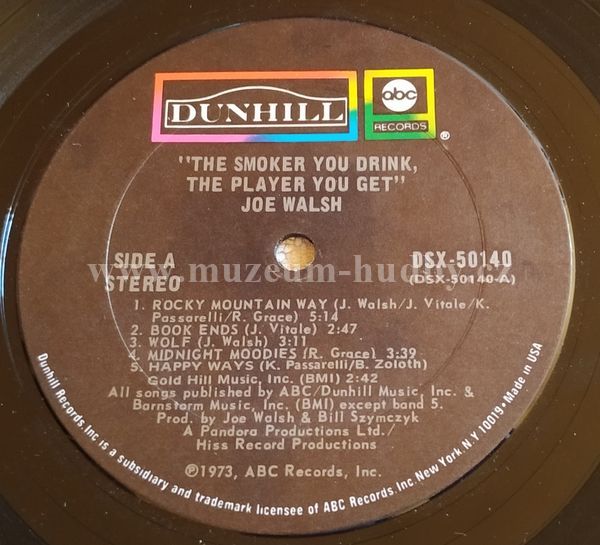 DUNHILL
abc
RECORDS
®
"THE SMOKER YOU DRINK,
THE PLAYER YOU GET"
JOE WALSH
SIDE A
STEREO
DSX-50140
(DSX-50140-A)
www.muzeum-hudby.cz
1. ROCKY MOUNTAIN WAY (J. Walsh/J. Vitale/K.
Passarelli/R. Grace) 5:14
2. BOOK ENDS (J. Vitale) 2:47
3. WOLF (J. Walsh) 3:11
4. MIDNIGHT MOODIES (R. Grace) 3:39
5. HAPPY WAYS (K. Passarelli/B. Zoloth)
Gold Hill Music, Inc. (BMI) 2:42
All songs published by ABC/Dunhill Music, Inc. &
Barnstorm Music, Inc. (BMI) except band 5.
Prod. by Joe Walsh & Bill Szymczyk
A Pandora Productions Ltd./
Hiss Record Productions
℗1973, ABC Records, Inc.
Dunhill Records, Inc. is a subsidiary and trademark licensee of ABC Records, Inc. New York, N.Y. 10019 • Made in USA